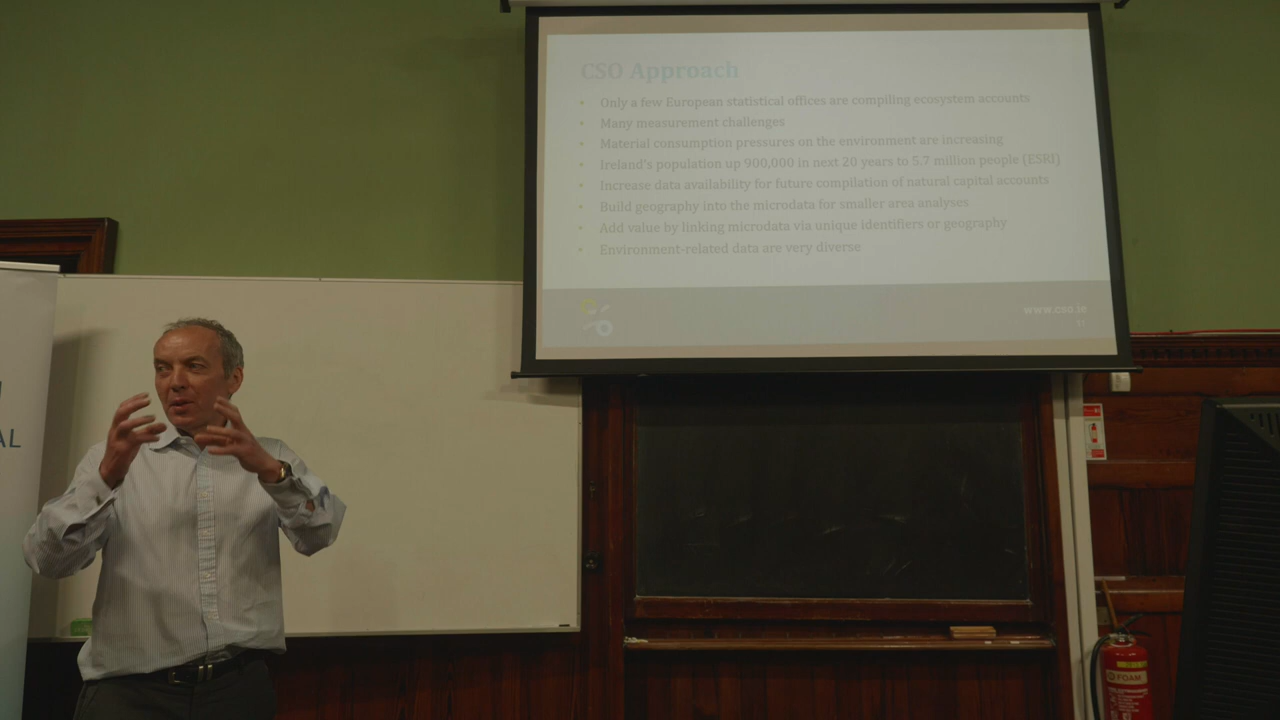 CSO Approach
• Only a few European statistical offices are compiling ecosystem accounts
• Many measurement challenges
• Material consumption pressures on the environment are increasing
• Ireland's population up 900,000 in next 20 years to 5.7 million people (ESRI)
• Increase data availability for future compilation of natural capital accounts
• Build geography into the microdata for smaller area analyses
• Add value by linking microdata via unique identifiers or geography
• Environment-related data are very diverse
www.cso.ie
AL
FOAM